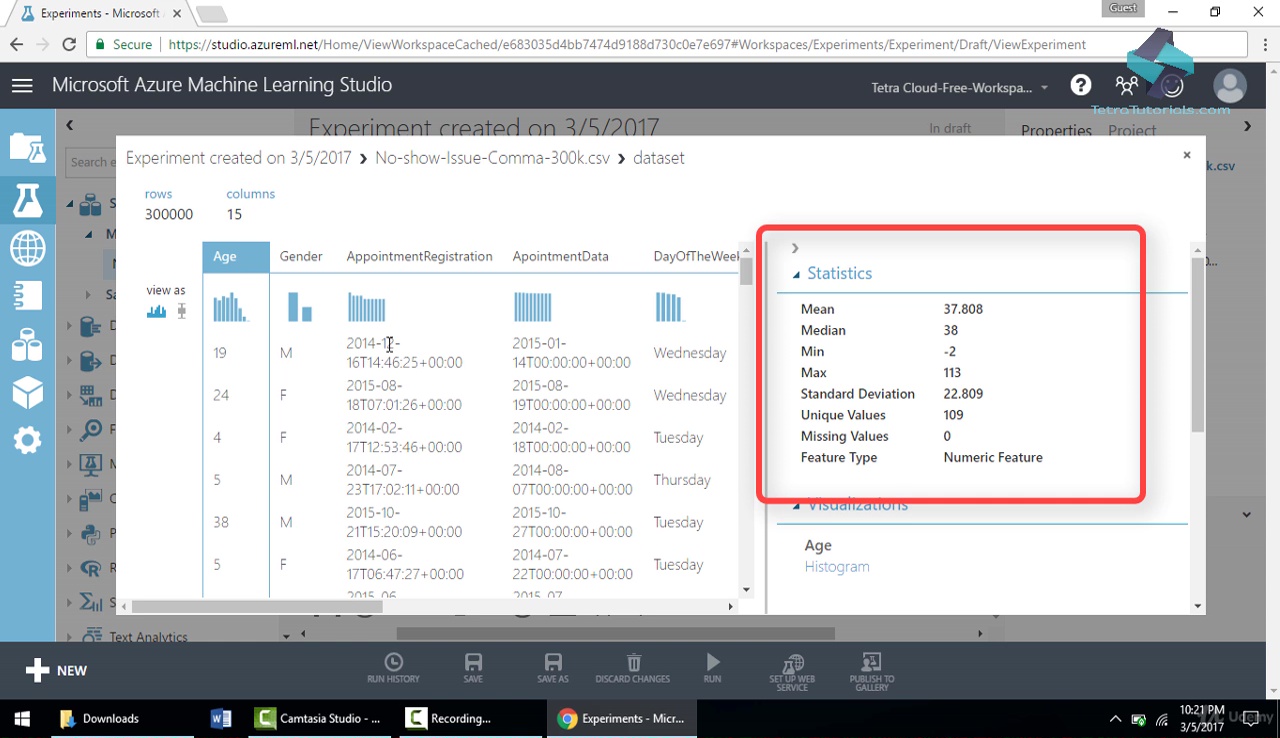 Experiments - Microsoft
Guest
Secure
https://studio.azureml.net/Home/ViewWorkspaceCached/e683035d4bb7474d9188d730c0e7e697#Workspaces/Experiments/Experiment/Draft/ViewExperiment
Microsoft Azure Machine Learning Studio
Tetra Cloud-Free-Workspa...
TetraTutorials.com
Experiment created on 3/5/2017
In draft
Properties Project
Search e
k.csv
Experiment created on 3/5/2017 › No-show-Issue-Comma-300k.csv › dataset
rows columns
300000 15
view as
Age Gender AppointmentRegistration ApointmentData DayOfTheWeek
19 M 2014-12-16T14:46:25+00:00 2015-01-14T00:00:00+00:00 Wednesday
24 F 2015-08-18T07:01:26+00:00 2015-08-19T00:00:00+00:00 Wednesday
4 F 2014-02-17T12:53:46+00:00 2014-02-18T00:00:00+00:00 Tuesday
5 M 2014-07-23T17:02:11+00:00 2014-08-07T00:00:00+00:00 Thursday
38 M 2015-10-21T15:20:09+00:00 2015-10-27T00:00:00+00:00 Tuesday
5 F 2014-06-17T06:47:27+00:00 2014-07-22T00:00:00+00:00 Tuesday
2015-06- 2015-07-
Statistics
Mean 37.808
Median 38
Min -2
Max 113
Standard Deviation 22.809
Unique Values 109
Missing Values 0
Feature Type Numeric Feature
Visualizations
Age
Histogram
Text Analytics
NEW
RUN HISTORY
SAVE
SAVE AS
DISCARD CHANGES
RUN
SET UP WEB SERVICE
PUBLISH TO GALLERY
Downloads
Camtasia Studio - ...
Recording...
Experiments - Micr...
10:21 PM
3/5/2017
Udemy